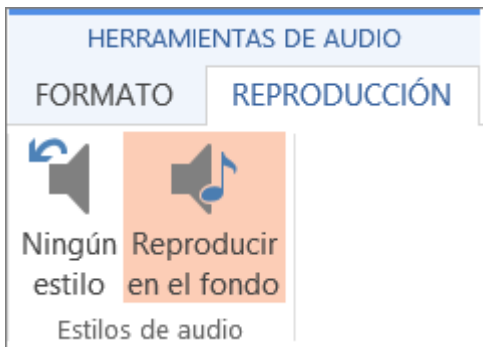 HERRAMIENTAS DE AUDIO
FORMATO REPRODUCCIÓN
Ningún estilo
Reproducir en el fondo
Estilos de audio